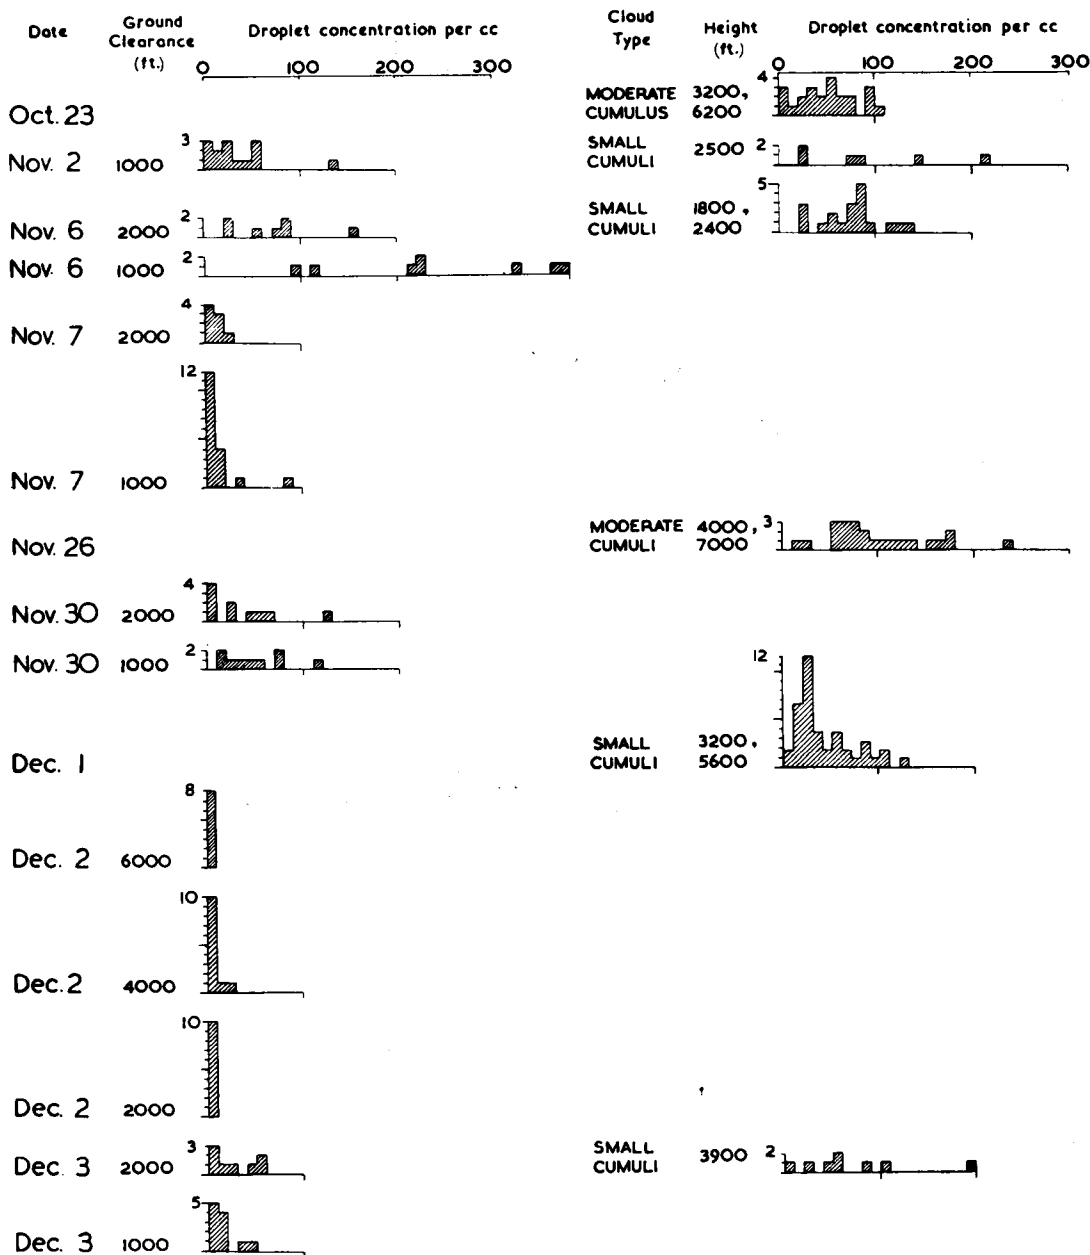 Date Ground Clearance (ft.) Droplet concentration per cc Cloud Type Height (ft.) Droplet concentration per cc
0 100 200 300 0 100 200 300
Oct. 23 MODERATE CUMULUS 3200, 6200 4
Nov. 2 1000 3 SMALL CUMULI 2500 2
Nov. 6 2000 2 SMALL CUMULI 1800, 2400 5
Nov. 6 1000 2
Nov. 7 2000 4
Nov. 7 1000 12
Nov. 26 MODERATE CUMULI 4000, 7000 3
Nov. 30 2000 4
Nov. 30 1000 2
Dec. 1 SMALL CUMULI 3200, 5600 12
Dec. 2 6000 8
Dec. 2 4000 10
Dec. 2 2000 10
Dec. 3 2000 3 SMALL CUMULI 3900 2
Dec. 3 1000 5